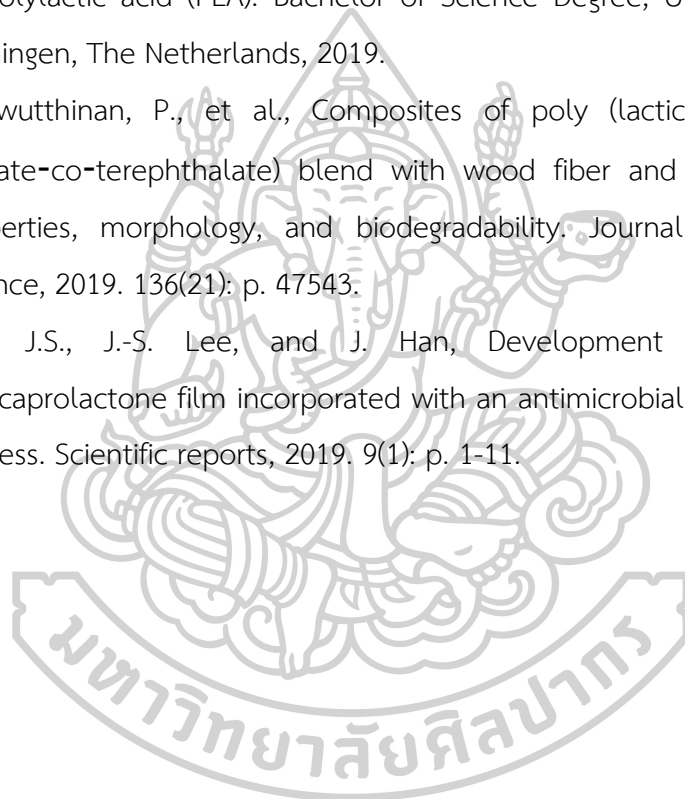 olylactic acid (PLA). Bachelor of Science Degree, U
ingen, The Netherlands, 2019.
wutthinan, P., et al., Composites of poly (lactic
ate-co-terephthalate) blend with wood fiber and
erties, morphology, and biodegradability. Journal
nce, 2019. 136(21): p. 47543.
J.S., J.-S. Lee, and J. Han, Development
caprolactone film incorporated with an antimicrobial
ess. Scientific reports, 2019. 9(1): p. 1-11.
มหาวิทยาลัยศิลปากร